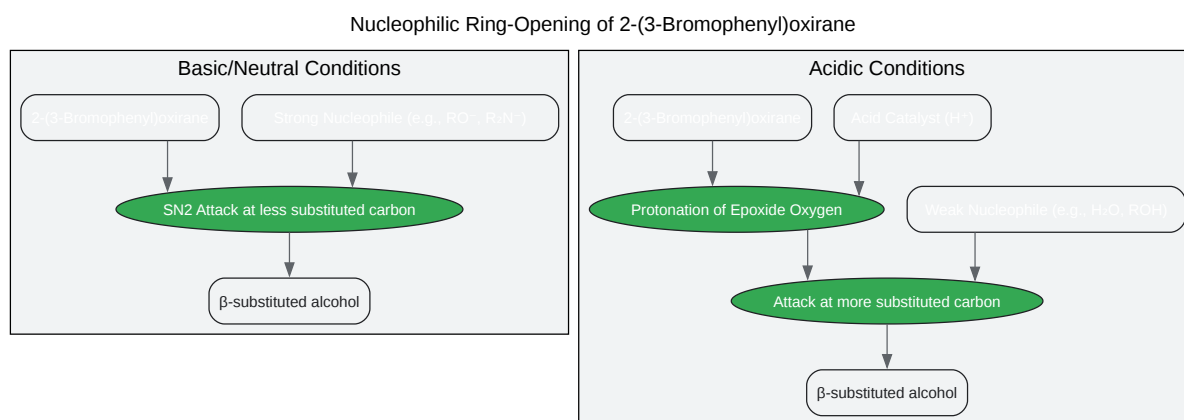 Nucleophilic Ring-Opening of 2-(3-Bromophenyl)oxirane
Basic/Neutral Conditions
2-(3-Bromophenyl)oxirane
Strong Nucleophile (e.g., RO⁻, R₂N⁻)
SN2 Attack at less substituted carbon
β-substituted alcohol
Acidic Conditions
2-(3-Bromophenyl)oxirane
Acid Catalyst (H⁺)
Protonation of Epoxide Oxygen
Weak Nucleophile (e.g., H₂O, ROH)
Attack at more substituted carbon
β-substituted alcohol